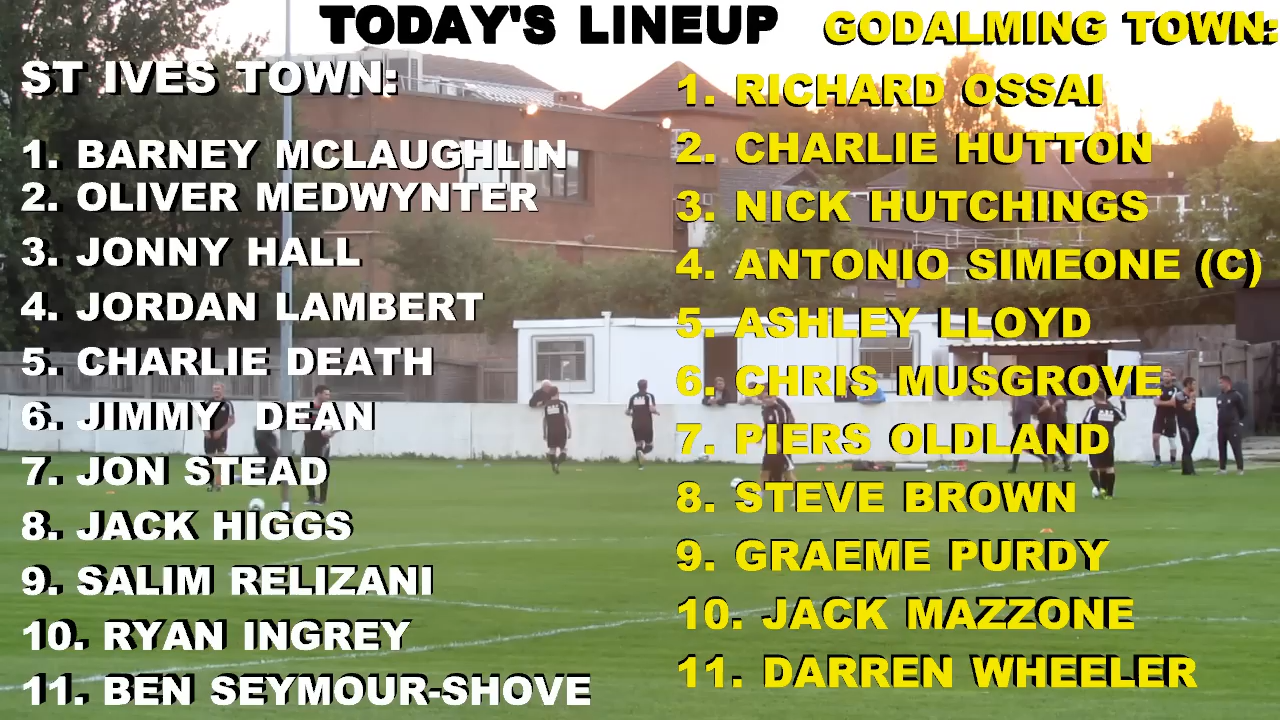 TODAY'S LINEUP
ST IVES TOWN:
1. BARNEY MCLAUGHLIN
2. OLIVER MEDWYNTER
3. JONNY HALL
4. JORDAN LAMBERT
5. CHARLIE DEATH
6. JIMMY DEAN
7. JON STEAD
8. JACK HIGGS
9. SALIM RELIZANI
10. RYAN INGREY
11. BEN SEYMOUR-SHOVE
GODALMING TOWN:
1. RICHARD OSSAI
2. CHARLIE HUTTON
3. NICK HUTCHINGS
4. ANTONIO SIMEONE (C)
5. ASHLEY LLOYD
6. CHRIS MUSGROVE
7. PIERS OLDLAND
8. STEVE BROWN
9. GRAEME PURDY
10. JACK MAZZONE
11. DARREN WHEELER